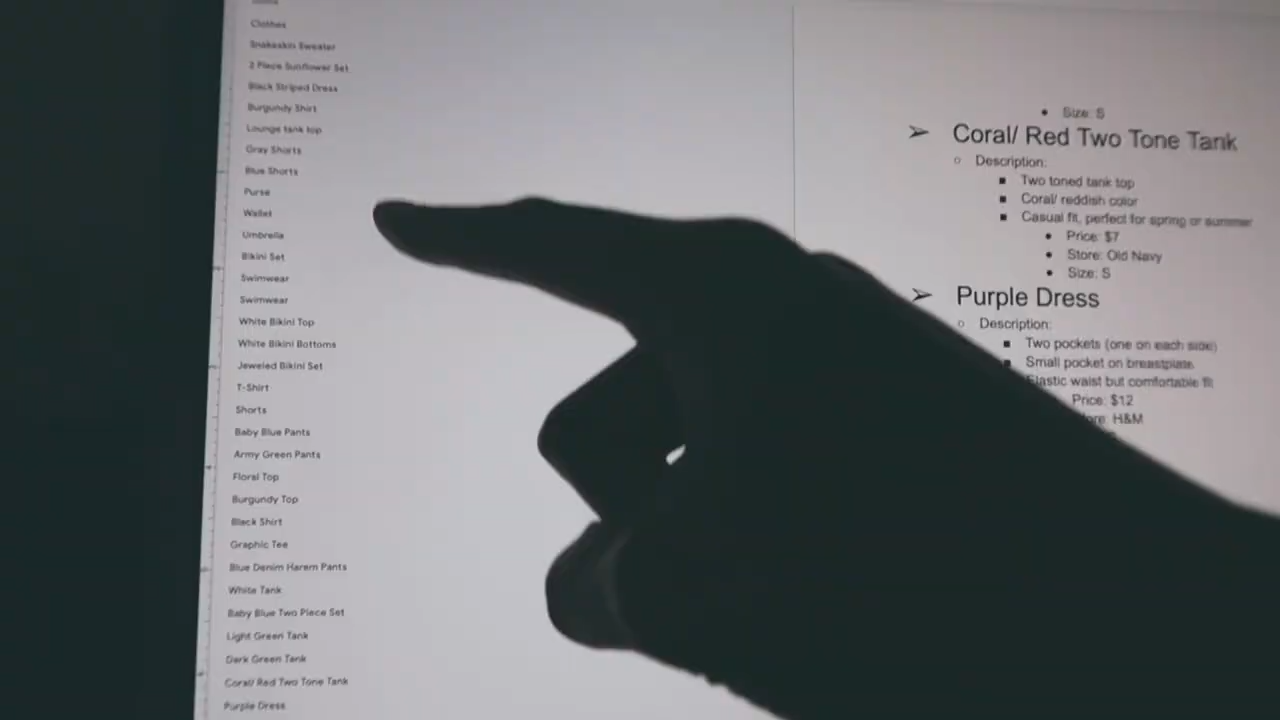 Clothes
Snakeskin Sweater
2 Piece Sunflower Set
Black Striped Dress
Burgundy Shirt
Lounge tank top
Gray Shorts
Blue Shorts
Purse
Wallet
Umbrella
Bikini Set
Swimwear
Swimwear
White Bikini Top
White Bikini Bottoms
Jeweled Bikini Set
T-Shirt
Shorts
Baby Blue Pants
Army Green Pants
Floral Top
Burgundy Top
Black Shirt
Graphic Tee
Blue Denim Harem Pants
White Tank
Baby Blue Two Piece Set
Light Green Tank
Dark Green Tank
Coral/ Red Two Tone Tank
Purple Dress
• Size: S
➢ Coral/ Red Two Tone Tank
○ Description:
■ Two toned tank top
■ Coral/ reddish color
■ Casual fit, perfect for spring or summer
• Price: $7
• Store: Old Navy
• Size: S
➢ Purple Dress
○ Description:
■ Two pockets (one on each side)
■ Small pocket on breastplate
Elastic waist but comfortable fit
Price: $12
H&M